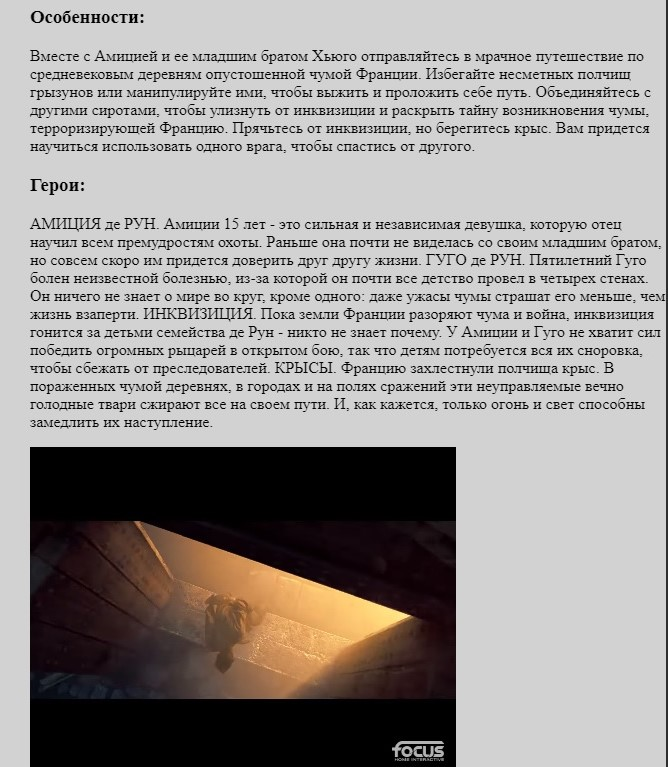 Особенности:
Вместе с Амицией и ее младшим братом Хьюго отправляйтесь в мрачное путешествие по
средневековым деревням опустошенной чумой Франции. Избегайте несметных полчищ
грызунов или манипулируйте ими, чтобы выжить и проложить себе путь. Объединяйтесь с
другими сиротами, чтобы улизнуть от инквизиции и раскрыть тайну возникновения чумы,
терроризирующей Францию. Прячьтесь от инквизиции, но берегитесь крыс. Вам придется
научиться использовать одного врага, чтобы спастись от другого.
Герои:
АМИЦИЯ де РУН. Амиции 15 лет - это сильная и независимая девушка, которую отец
научил всем премудростям охоты. Раньше она почти не виделась со своим младшим братом,
но совсем скоро им придется доверить друг другу жизни. ГУГО де РУН. Пятилетний Гуго
болен неизвестной болезнью, из-за которой он почти все детство провел в четырех стенах.
Он ничего не знает о мире во круг, кроме одного: даже ужасы чумы страшат его меньше, чем
жизнь взаперти. ИНКВИЗИЦИЯ. Пока земли Франции разоряют чума и война, инквизиция
гонится за детьми семейства де Рун - никто не знает почему. У Амиции и Гуго не хватит сил
победить огромных рыцарей в открытом бою, так что детям потребуется вся их сноровка,
чтобы сбежать от преследователей. КРЫСЫ. Францию захлестнули полчища крыс. В
пораженных чумой деревнях, в городах и на полях сражений эти неуправляемые вечно
голодные твари сжирают все на своем пути. И, как кажется, только огонь и свет способны
замедлить их наступление.
FOCUS
HOME INTERACTIVE